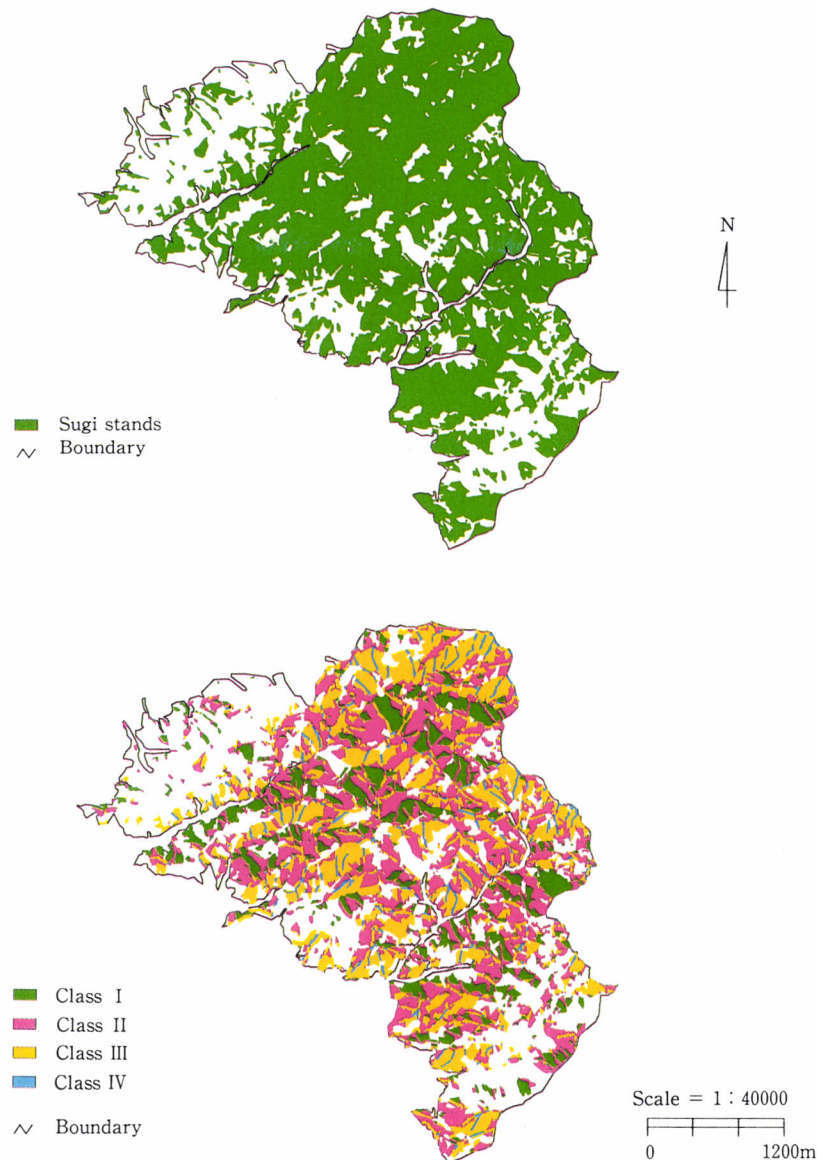 N
Sugi stands
Boundary
Class I
Class II
Class III
Class IV
Boundary
Scale = 1 : 40000
0 1200m